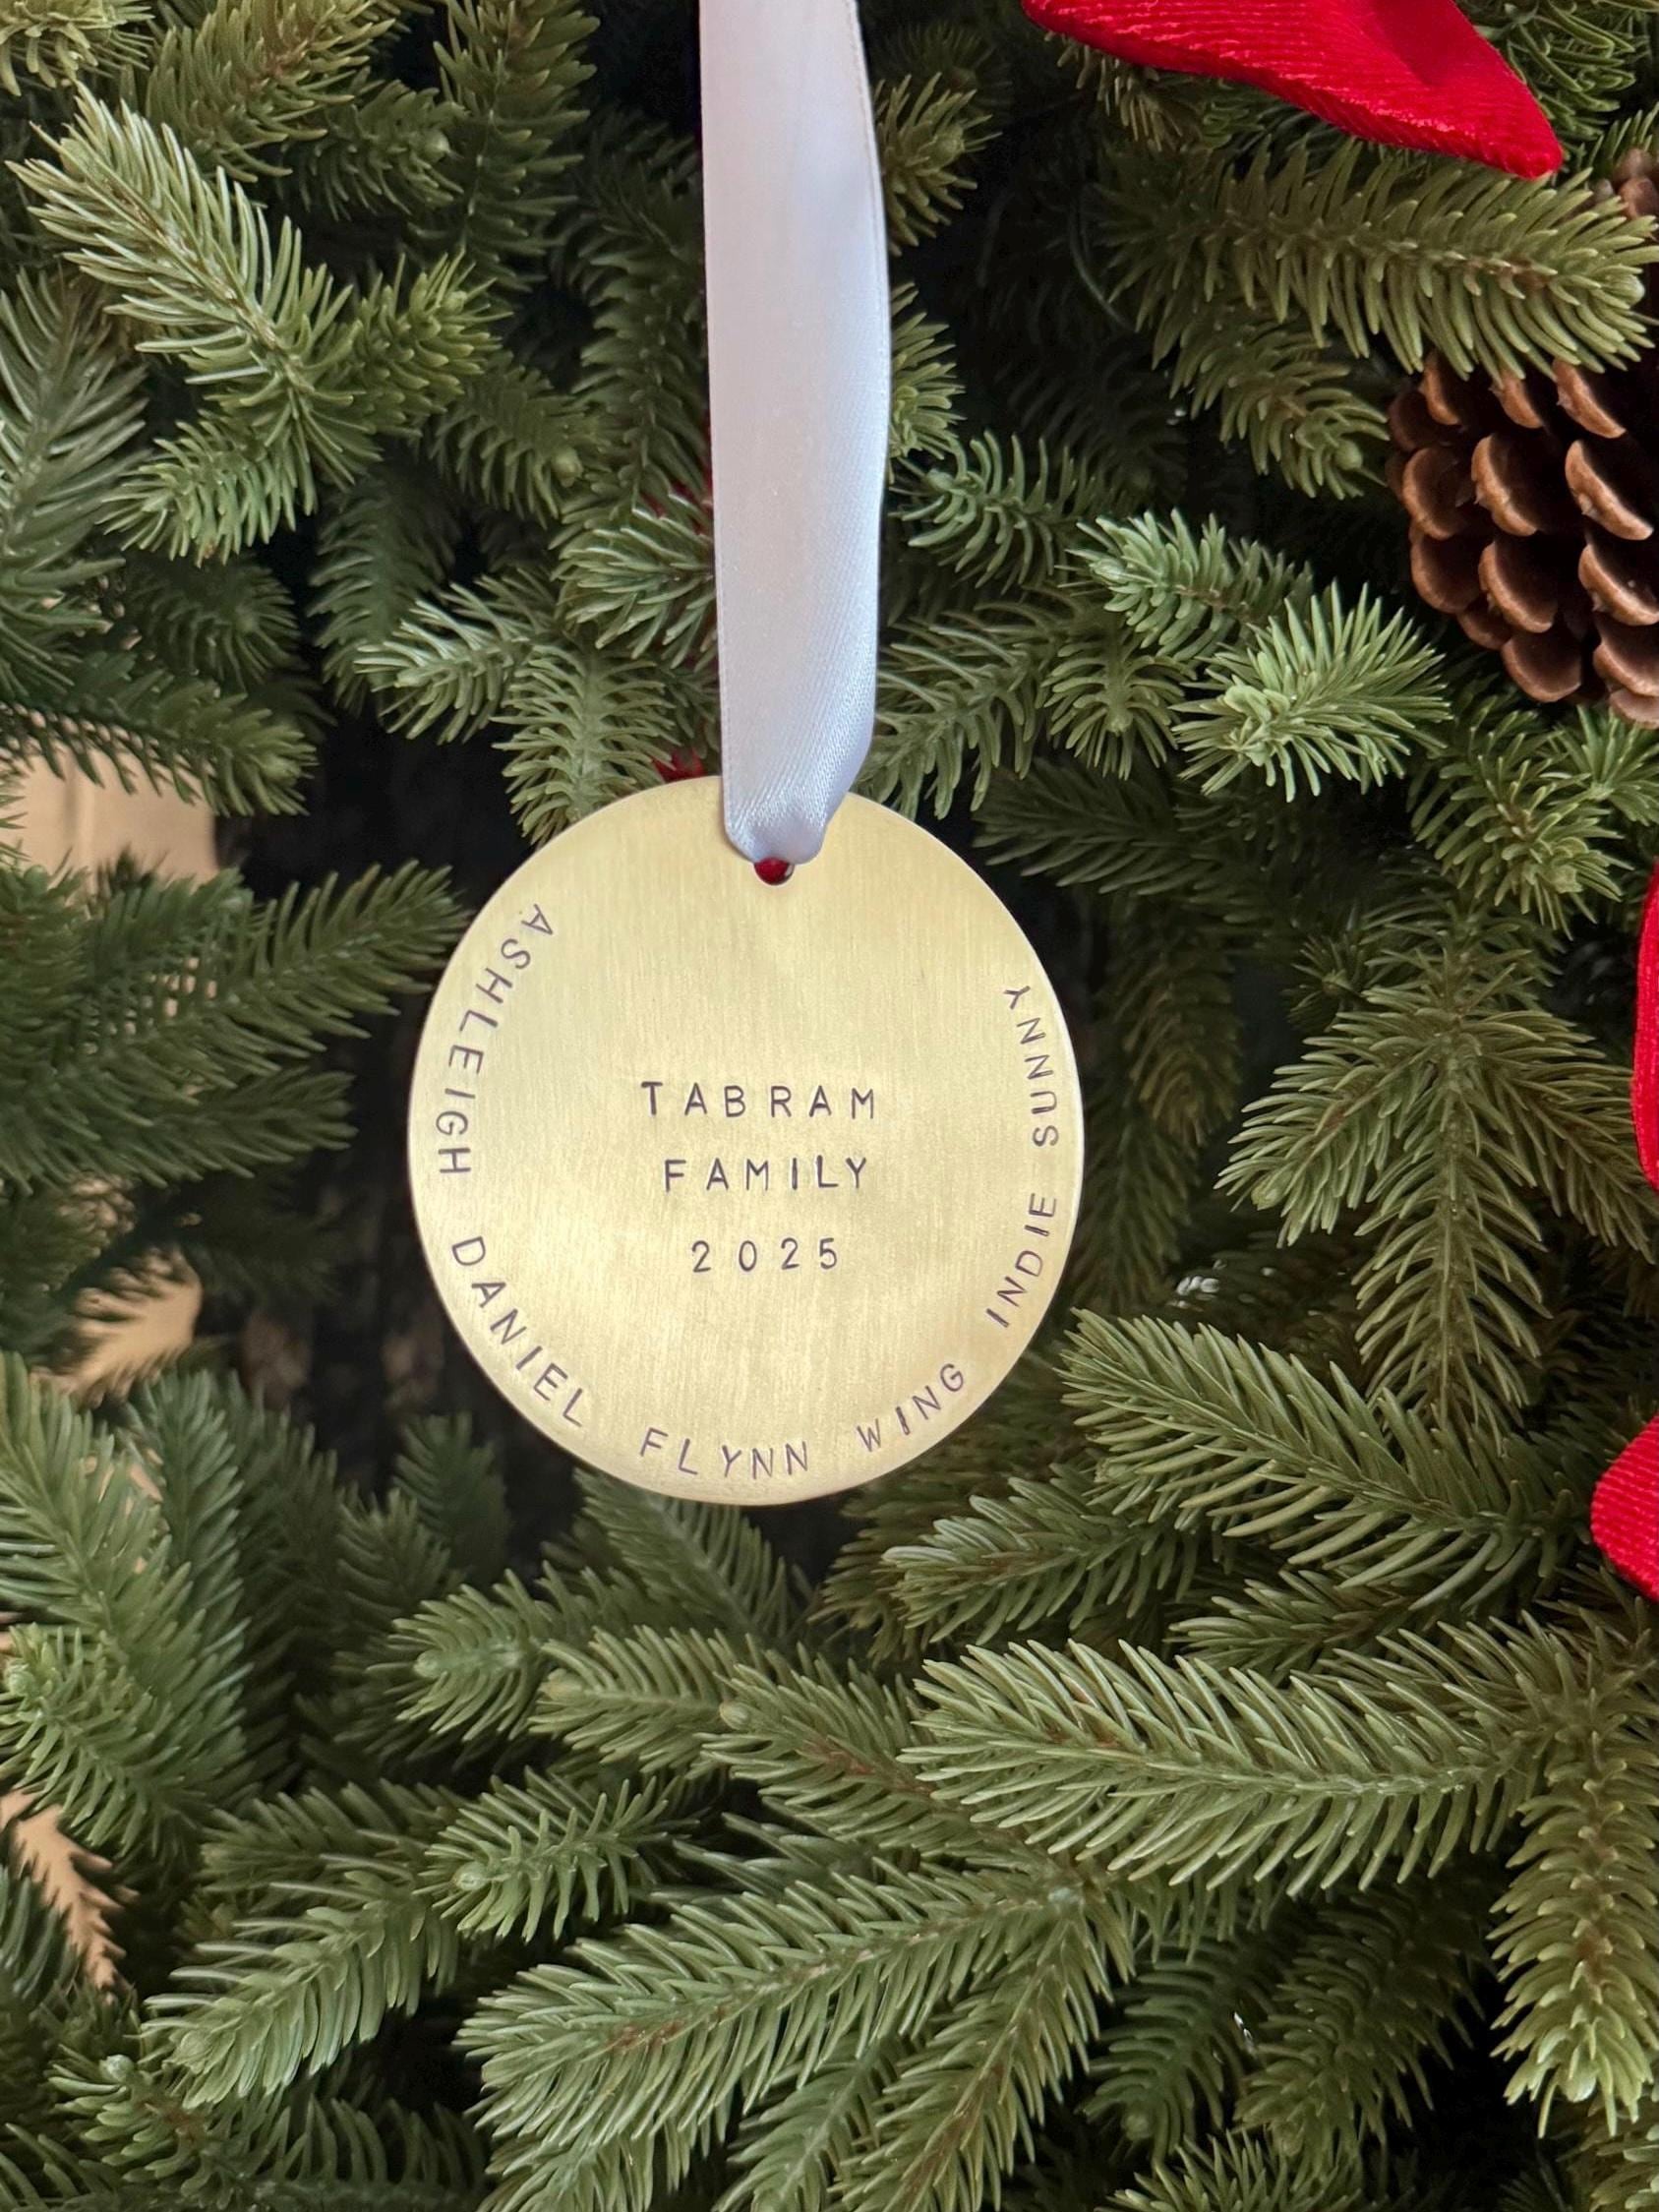 TABRAM
FAMILY
2025
ASHLEIGH DANIEL FLYNN WING INDIE SUNNY